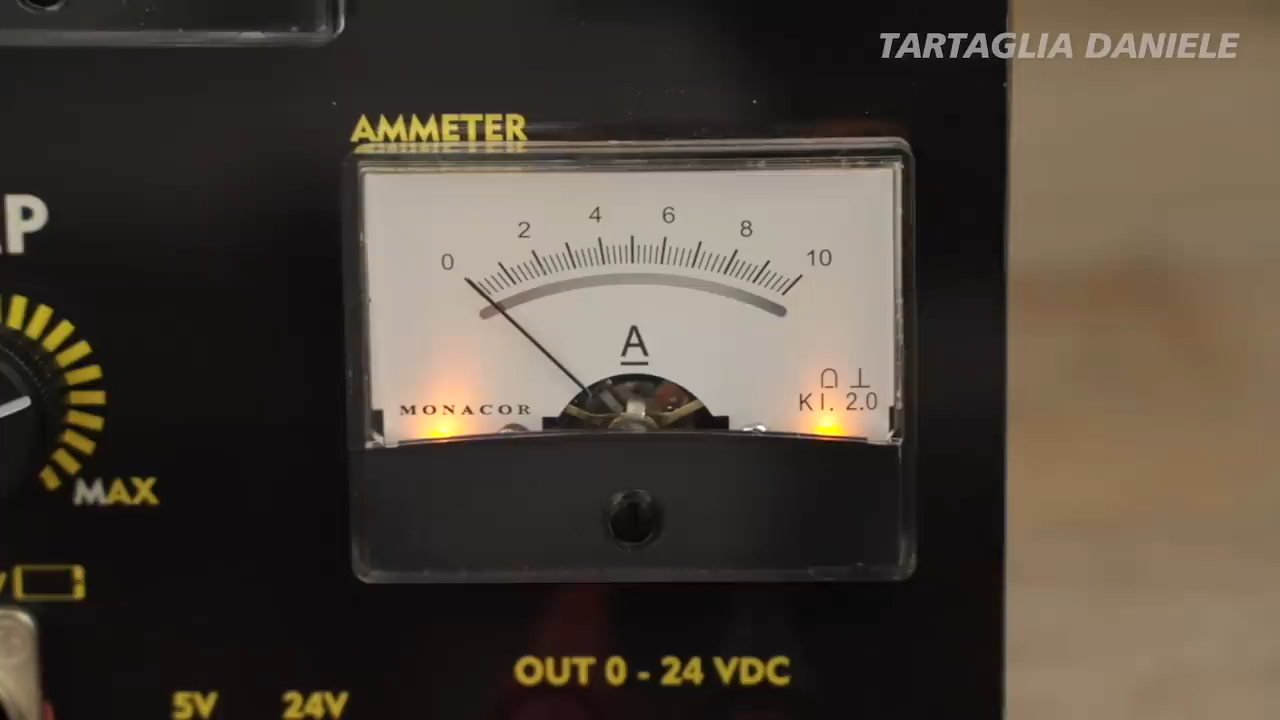 TARTAGLIA DANIELE
AMMETER
0 2 4 6 8 10
A
MONACOR
KI. 2.0
MAX
OUT 0 - 24 VDC
5V 24V